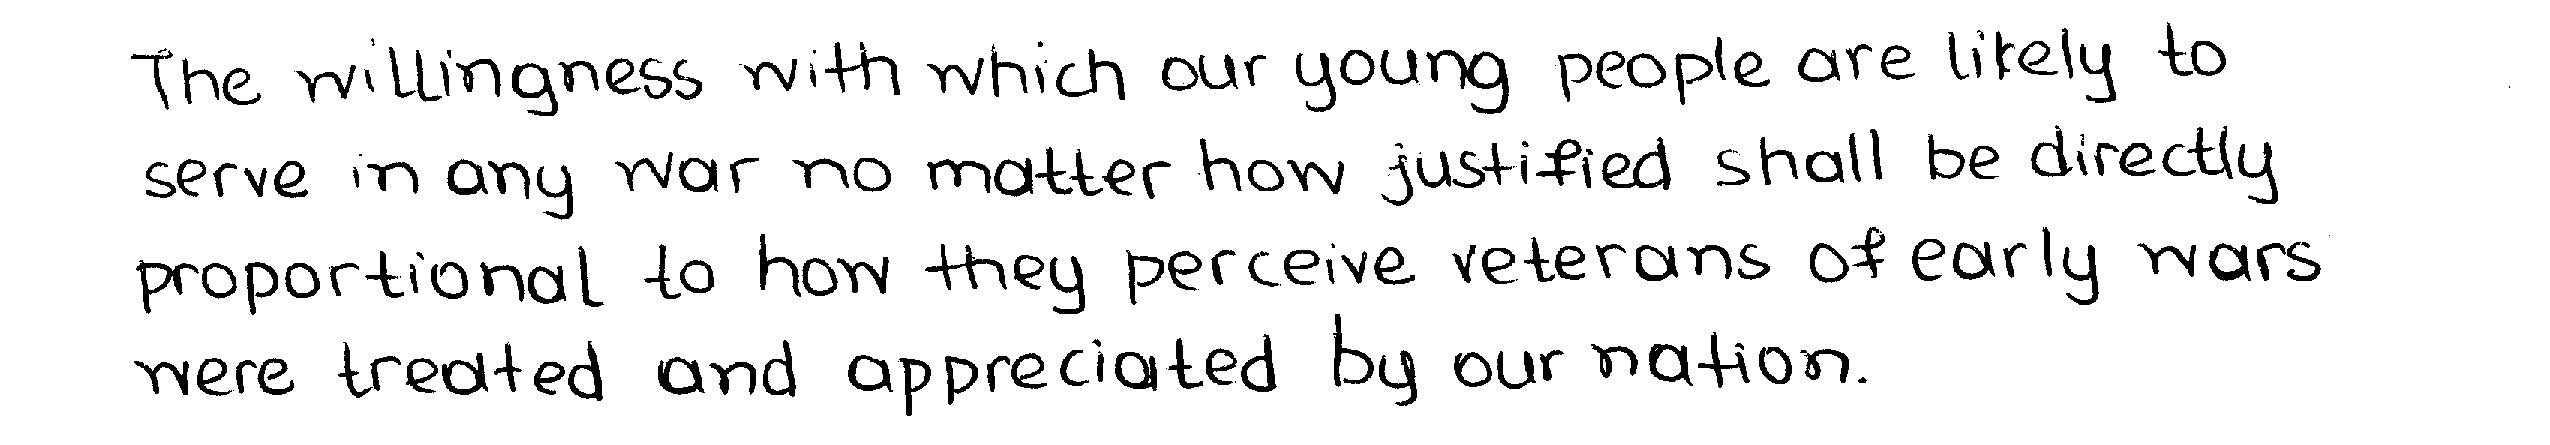 The willingness with which our young people are likely to
serve in any war no matter how justified shall be directly
proportional to how they perceive veterans of early wars
were treated and appreciated by our nation.